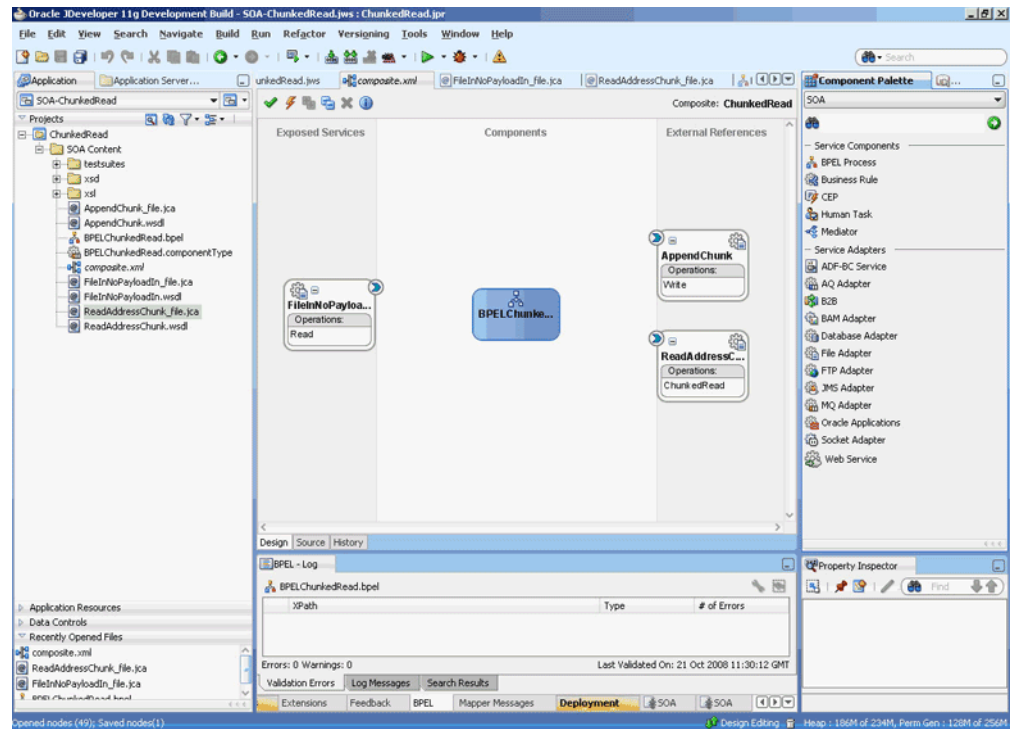 Oracle JDeveloper 11g Development Build - SOA-ChunkedRead.jws : ChunkedRead.jpr
File Edit View Search Navigate Build Run Refactor Versioning Tools Window Help
Search
Application
Application Server...
SOA-ChunkedRead
Projects
ChunkedRead
SOA Content
testsuites
xsd
xsl
AppendChunk_file.jca
AppendChunk.wsdl
BPELChunkedRead.bpel
BPELChunkedRead.componentType
composite.xml
FileInNoPayloadIn_file.jca
FileInNoPayloadIn.wsdl
ReadAddressChunk_file.jca
ReadAddressChunk.wsdl
Application Resources
Data Controls
Recently Opened Files
composite.xml
ReadAddressChunk_file.jca
FileInNoPayloadIn_file.jca
BPELChunkedRead.bpel
unkedRead.jws
composite.xml
FileInNoPayloadIn_file.jca
ReadAddressChunk_file.jca
Composite: ChunkedRead
Exposed Services
Components
External References
FileInNoPayloa...
Operations:
Read
BPELChunke...
AppendChunk
Operations:
Write
ReadAddressC...
Operations:
ChunkedRead
Design Source History
BPEL - Log
BPELChunkedRead.bpel
XPath Type # of Errors
Errors: 0 Warnings: 0
Last Validated On: 21 Oct 2008 11:30:12 GMT
Validation Errors Log Messages Search Results
Extensions Feedback BPEL Mapper Messages Deployment SOA SOA
Component Palette
SOA
Service Components
BPEL Process
Business Rule
CEP
Human Task
Mediator
Service Adapters
ADF-BC Service
AQ Adapter
B2B
BAM Adapter
Database Adapter
File Adapter
FTP Adapter
JMS Adapter
MQ Adapter
Oracle Applications
Socket Adapter
Web Service
Property Inspector
Find
Opened nodes (49); Saved nodes(1)
Design Editing
Heap : 186M of 234M, Perm Gen : 128M of 256M